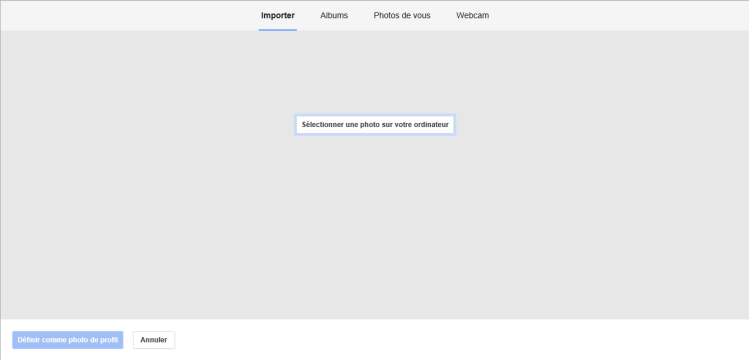 Importer Albums Photos de vous Webcam
Sélectionner une photo sur votre ordinateur
Définir comme photo de profil Annuler